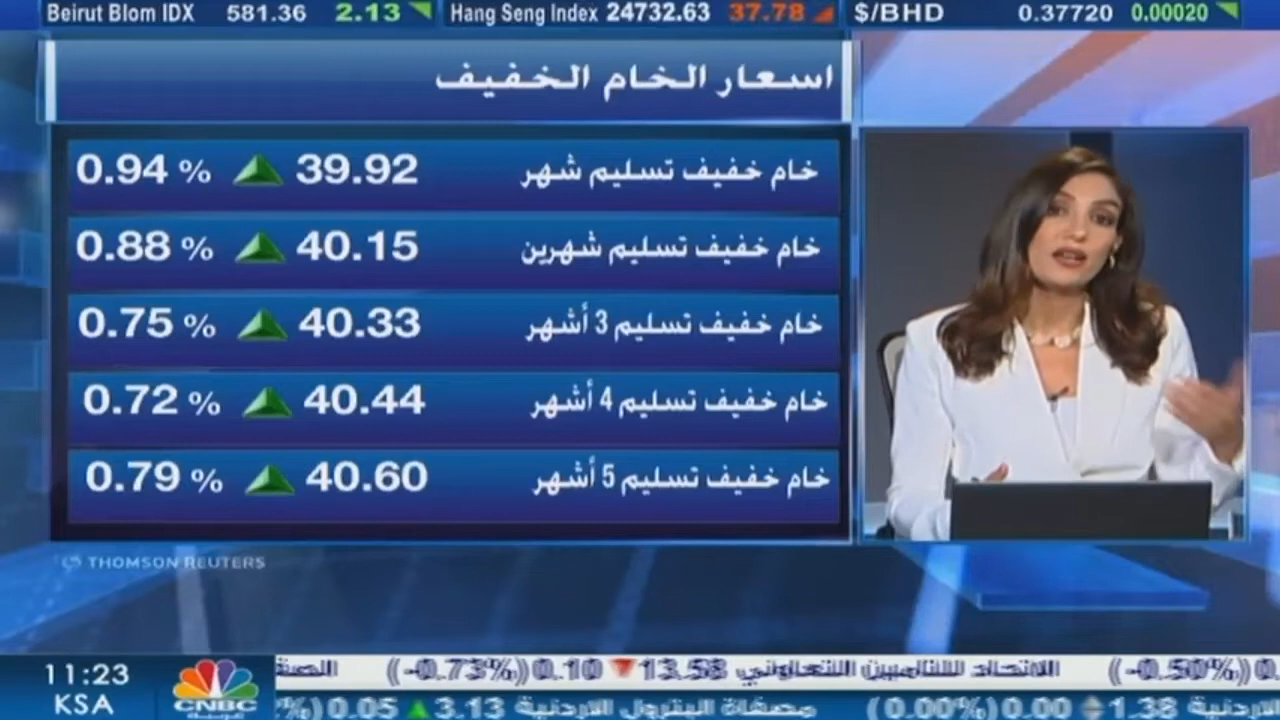 Beirut Blom IDX 581.36 2.13 Hang Seng Index 24732.63 37.78 $/BHD 0.37720 0.00020
اسعار الخام الخفيف
خام خفيف تسليم شهر 39.92 0.94 %
خام خفيف تسليم شهرين 40.15 0.88 %
خام خفيف تسليم 3 أشهر 40.33 0.75 %
خام خفيف تسليم 4 أشهر 40.44 0.72 %
خام خفيف تسليم 5 أشهر 40.60 0.79 %
THOMSON REUTERS
11:23
KSA
CNBC
عربية
(-0.50%) الاتحاد للتامين التعاوني 13.58 0.10 (-0.73%)
1.38 0.00 (0.00%) مصفاة البترول الاردنية 3.13 0.05